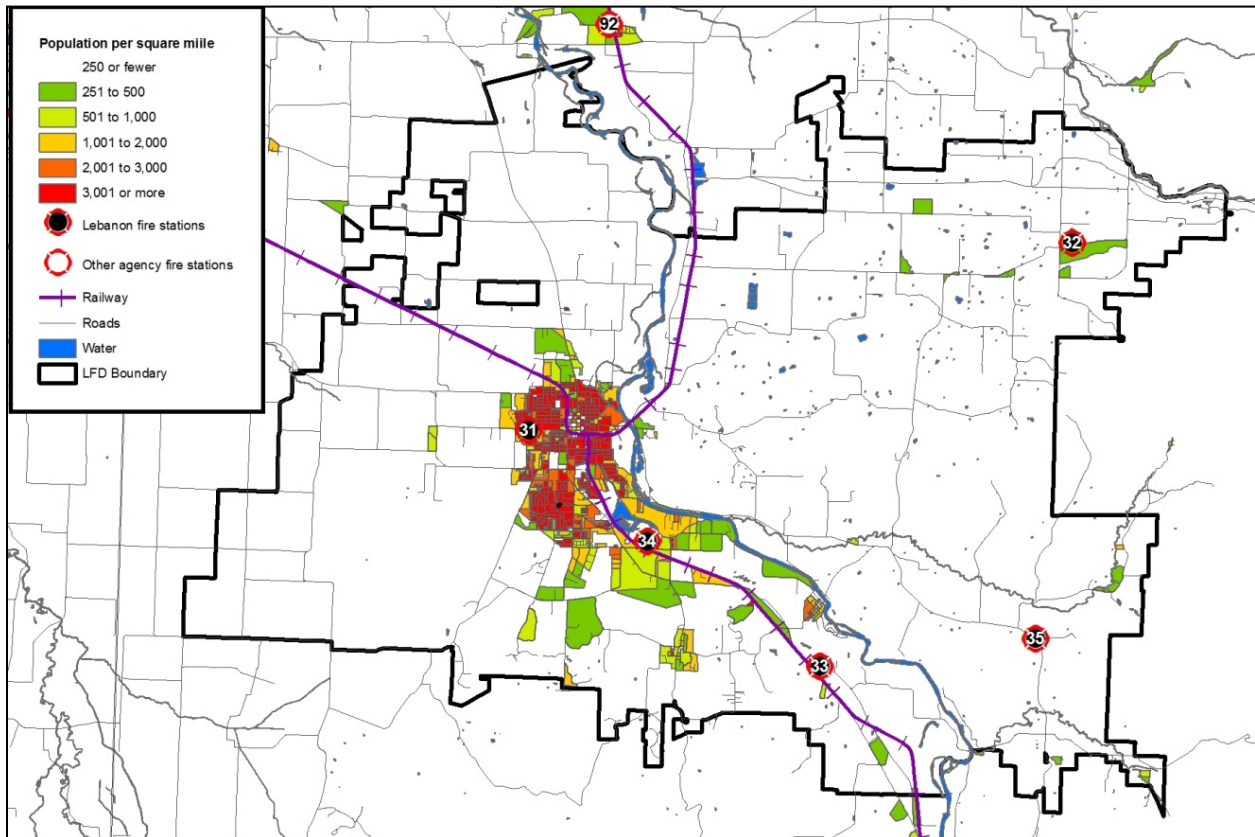 Population per square miile
250 or fewer
251 to 500
501 to 1,000
1,001 to 2,000
2,001 to 3,000
3,001 or more
Lebanon fire stations
Other agency fire stations
Railway
Roads
Water
LFD Boundary
92
32
31
34
35
33